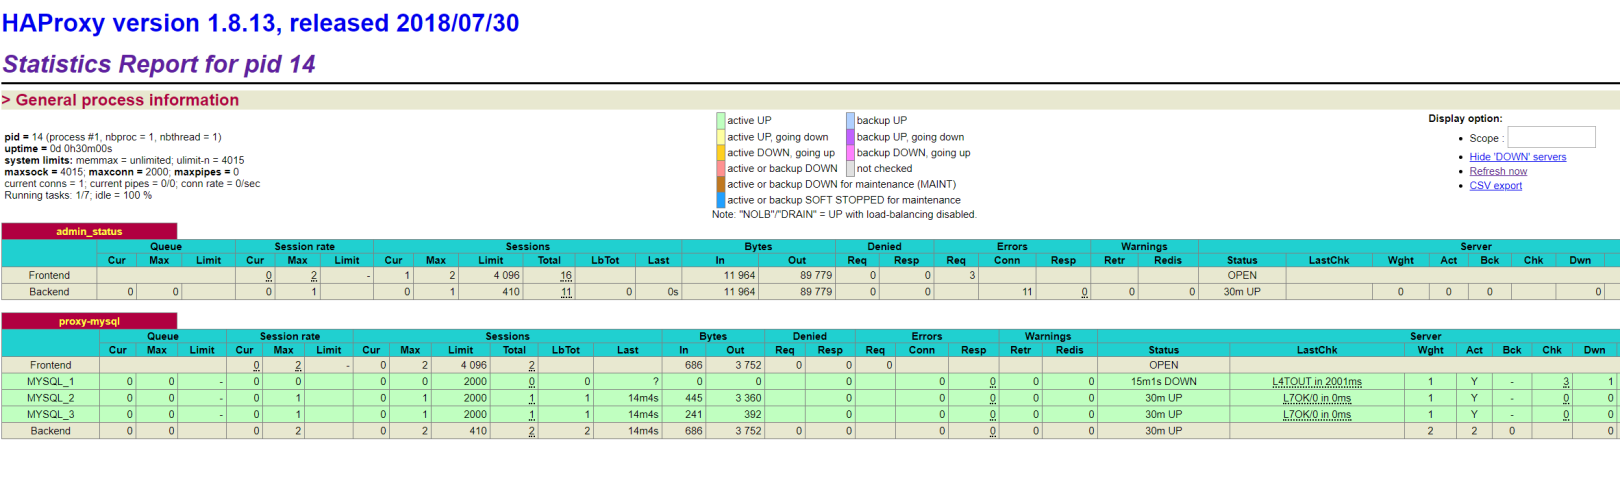 HAProxy version 1.8.13, released 2018/07/30
Statistics Report for pid 14
> General process information
pid = 14 (process #1, nbproc = 1, nbthread = 1)
uptime = 0d 0h30m00s
system limits: memmax = unlimited; ulimit-n = 4015
maxsock = 4015; maxconn = 2000; maxpipes = 0
current conns = 1; current pipes = 0/0; conn rate = 0/sec
Running tasks: 1/7; idle = 100 %
active UP backup UP
active UP, going down backup UP, going down
active DOWN, going up backup DOWN, going up
active or backup DOWN not checked
active or backup DOWN for maintenance (MAINT)
active or backup SOFT STOPPED for maintenance
Note: "NOLB"/"DRAIN" = UP with load-balancing disabled.
Display option:
Scope :
Hide 'DOWN' servers
Refresh now
CSV export
admin_status
Queue Session rate Sessions Bytes Denied Errors Warnings Server
Cur Max Limit Cur Max Limit Cur Max Limit Total LbTot Last In Out Req Resp Req Conn Resp Retr Redis Status LastChk Wght Act Bck Chk Dwn
Frontend 0 2 - 1 2 4 096 16 11 964 89 779 0 0 3 OPEN
Backend 0 0 0 1 0 1 410 11 0 0s 11 964 89 779 0 0 11 0 0 0 30m UP 0 0 0 0
proxy-mysql
Queue Session rate Sessions Bytes Denied Errors Warnings Server
Cur Max Limit Cur Max Limit Cur Max Limit Total LbTot Last In Out Req Resp Req Conn Resp Retr Redis Status LastChk Wght Act Bck Chk Dwn
Frontend 0 2 - 0 2 4 096 2 686 3 752 0 0 0 OPEN
MYSQL_1 0 0 - 0 0 0 0 2000 0 0 ? 0 0 0 0 0 0 0 15m1s DOWN L4TOUT in 2001ms 1 Y - 3 1
MYSQL_2 0 0 - 0 1 0 1 2000 1 1 14m4s 445 3 360 0 0 0 0 0 30m UP L7OK/0 in 0ms 1 Y - 0 0
MYSQL_3 0 0 - 0 1 0 1 2000 1 1 14m4s 241 392 0 0 0 0 0 30m UP L7OK/0 in 0ms 1 Y - 0 0
Backend 0 0 0 2 0 2 410 2 2 14m4s 686 3 752 0 0 0 0 0 0 30m UP 2 2 0 0